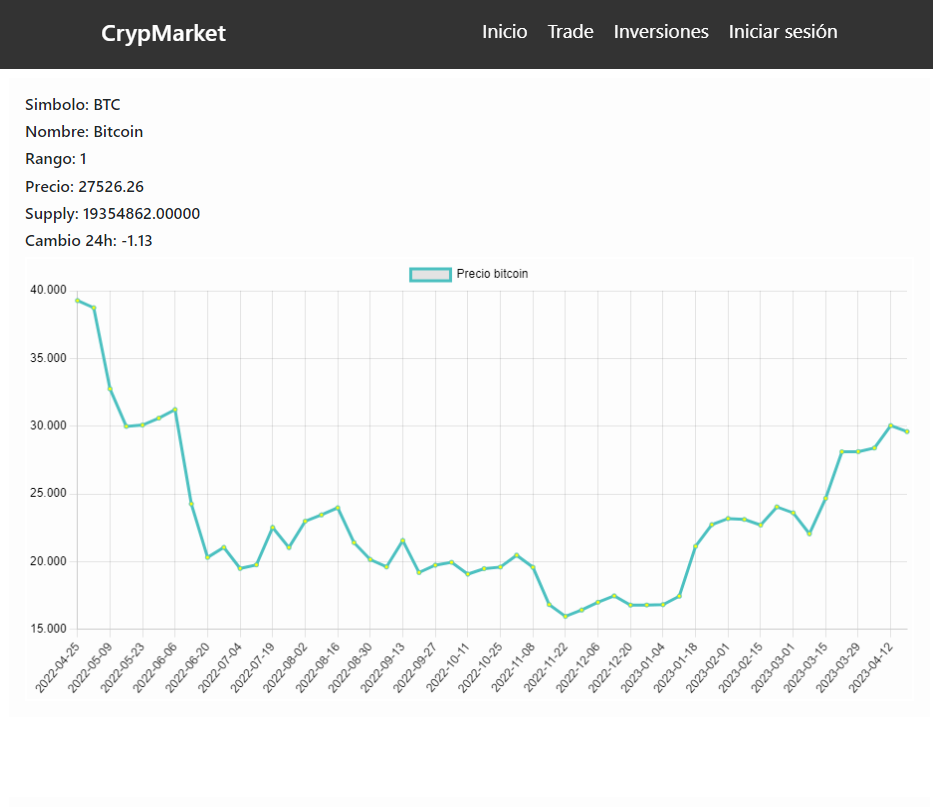 CrypMarket Inicio Trade Inversiones Iniciar sesión
Simbolo: BTC
Nombre: Bitcoin
Rango: 1
Precio: 27526.26
Supply: 19354862.00000
Cambio 24h: -1.13
Precio bitcoin
40.000
35.000
30.000
25.000
20.000
15.000
2022-04-25 2022-05-09 2022-05-23 2022-06-06 2022-06-20 2022-07-04 2022-07-19 2022-08-02 2022-08-16 2022-08-30 2022-09-13 2022-09-27 2022-10-11 2022-10-25 2022-11-08 2022-11-22 2022-12-06 2022-12-20 2023-01-04 2023-01-18 2023-02-01 2023-02-15 2023-03-01 2023-03-15 2023-03-29 2023-04-12